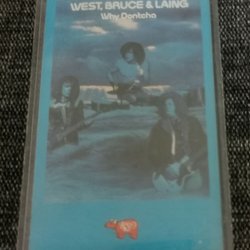 WEST, BRUCE & LAING
Why Dontcha